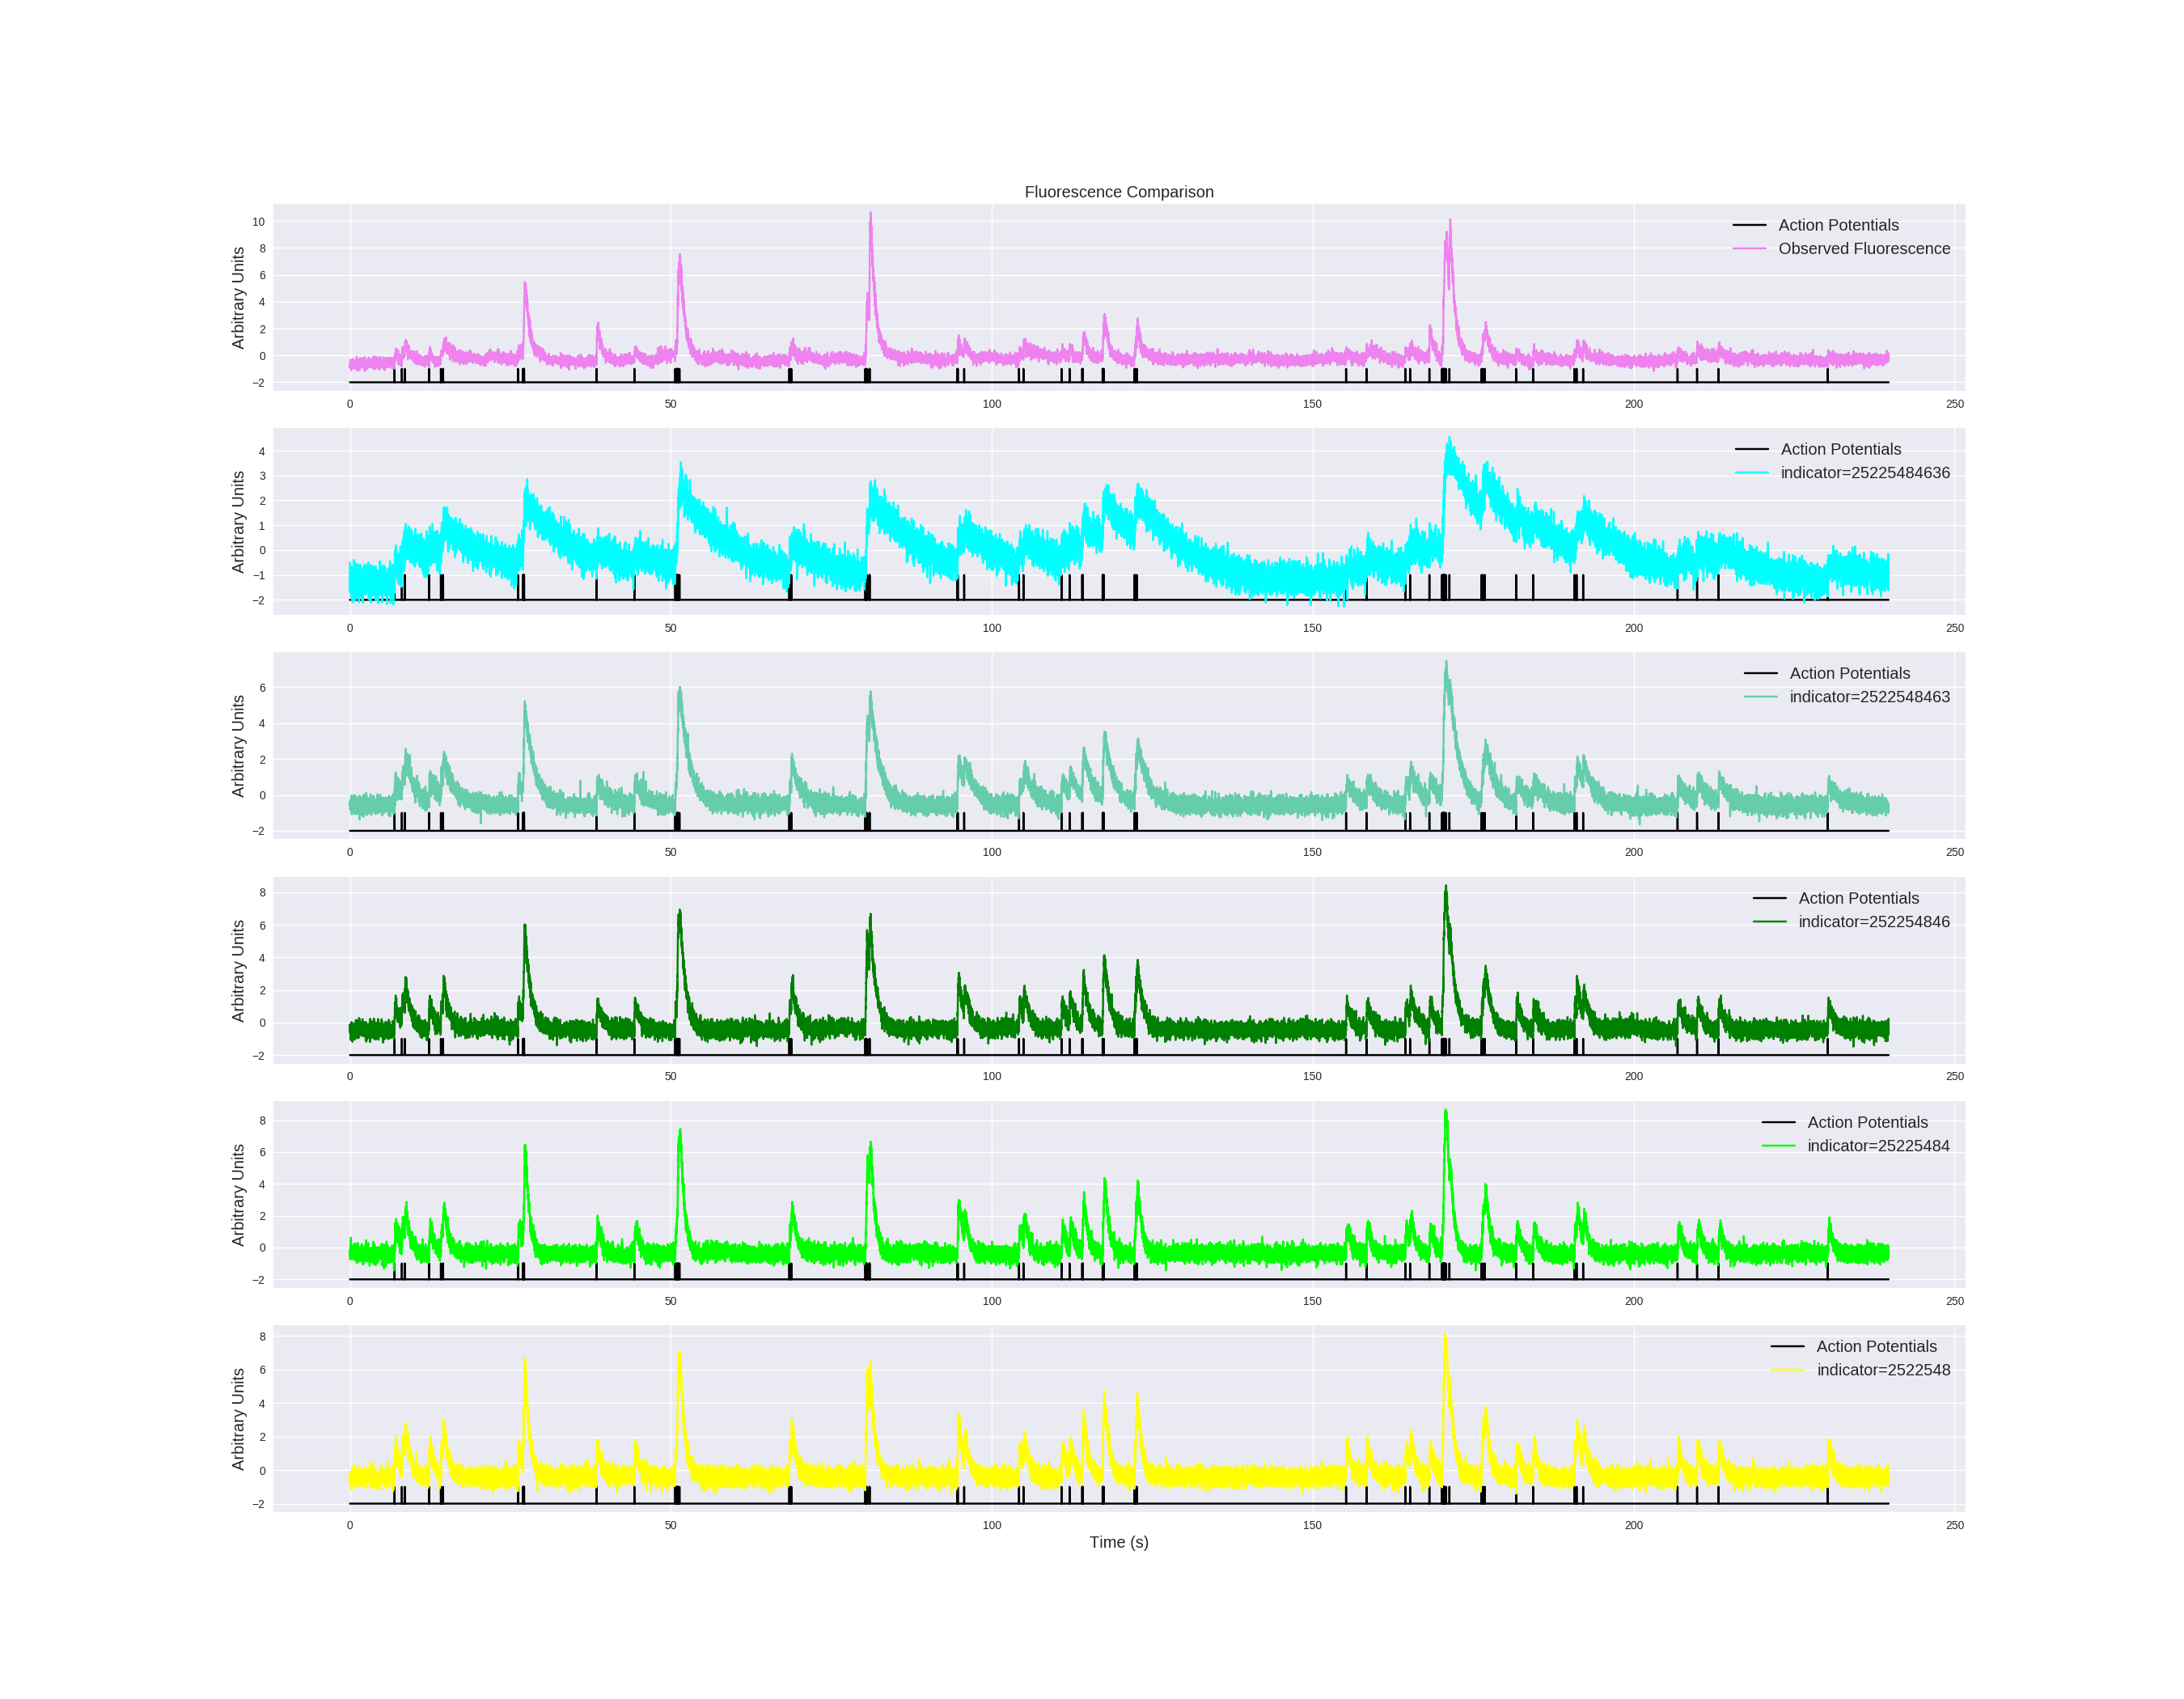 Fluorescence Comparison
Arbitrary Units
10
8
6
4
2
0
−2
Action Potentials
Observed Fluorescence
0 50 100 150 200 250
Arbitrary Units
4
3
2
1
0
−1
−2
Action Potentials
indicator=25225484636
0 50 100 150 200 250
Arbitrary Units
6
4
2
0
−2
Action Potentials
indicator=2522548463
0 50 100 150 200 250
Arbitrary Units
8
6
4
2
0
−2
Action Potentials
indicator=252254846
0 50 100 150 200 250
Arbitrary Units
8
6
4
2
0
−2
Action Potentials
indicator=25225484
0 50 100 150 200 250
Arbitrary Units
8
6
4
2
0
−2
Action Potentials
indicator=2522548
0 50 100 150 200 250
Time (s)